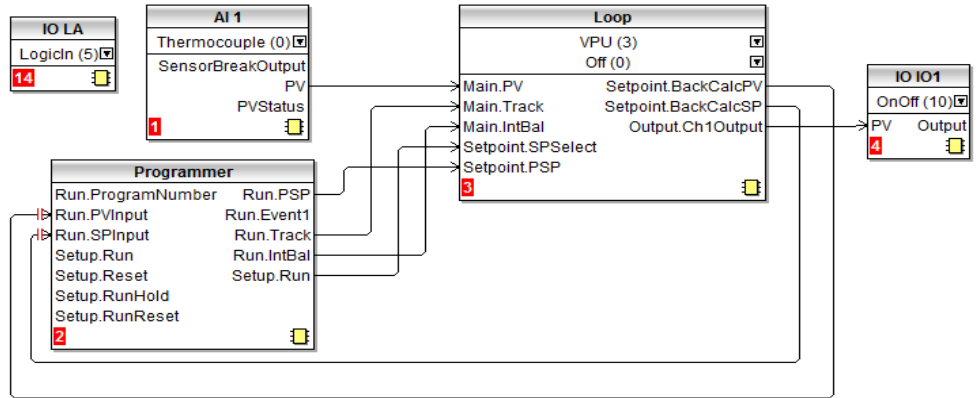 IO LA
LogicIn (5)
14
AI 1
Thermocouple (0)
SensorBreakOutput
PV
PVStatus
1
Loop
VPU (3)
Off (0)
Main.PV Setpoint.BackCalcPV
Main.Track Setpoint.BackCalcSP
Main.IntBal Output.Ch1Output
Setpoint.SPSelect
Setpoint.PSP
3
IO IO1
OnOff (10)
PV Output
4
Programmer
Run.ProgramNumber Run.PSP
Run.PVInput Run.Event1
Run.SPInput Run.Track
Setup.Run Run.IntBal
Setup.Reset Setup.Run
Setup.RunHold
Setup.RunReset
2